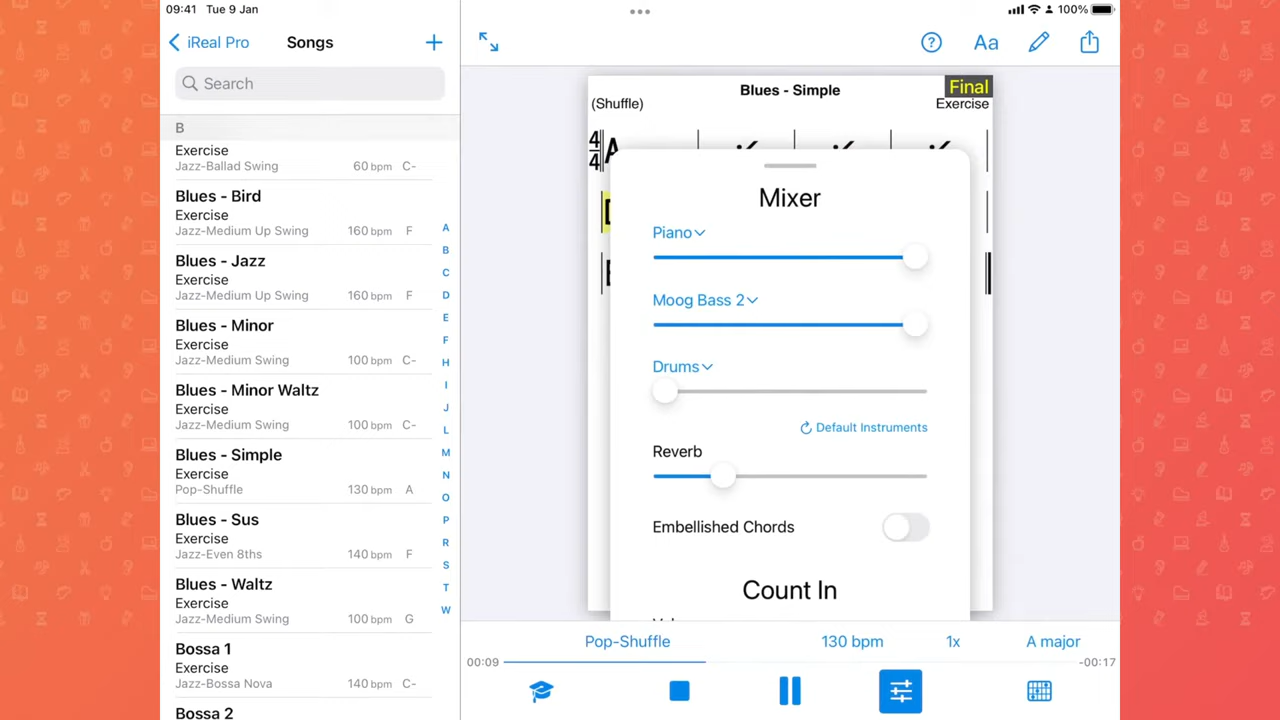 09:41 Tue 9 Jan
100%
iReal Pro
Songs
Search
B
Exercise
Jazz-Ballad Swing 60 bpm C-
Blues - Bird
Exercise
Jazz-Medium Up Swing 160 bpm F
Blues - Jazz
Exercise
Jazz-Medium Up Swing 160 bpm F
Blues - Minor
Exercise
Jazz-Medium Swing 100 bpm C-
Blues - Minor Waltz
Exercise
Jazz-Medium Swing 100 bpm C-
Blues - Simple
Exercise
Pop-Shuffle 130 bpm A
Blues - Sus
Exercise
Jazz-Even 8ths 140 bpm F
Blues - Waltz
Exercise
Jazz-Medium Swing 100 bpm G
Bossa 1
Exercise
Jazz-Bossa Nova 140 bpm C-
Bossa 2
A
B
C
D
E
F
H
I
J
L
M
N
O
P
R
S
T
W
Aa
Blues - Simple
Final
(Shuffle)
Exercise
4
4
A
Mixer
Piano
Moog Bass 2
Drums
Default Instruments
Reverb
Embellished Chords
Count In
Pop-Shuffle 130 bpm 1x A major
00:09 -00:17